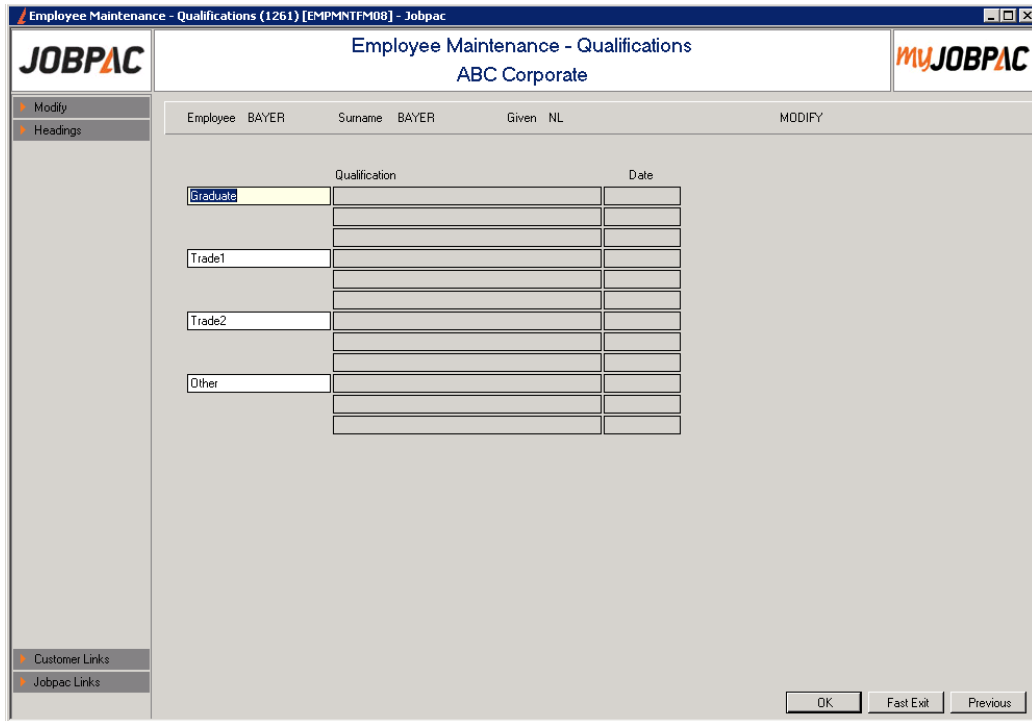 Employee Maintenance - Qualifications (1261) [EMPMNTFM08] - Jobpac
JOBPAC
Employee Maintenance - Qualifications
ABC Corporate
myJOBPAC
Modify
Headings
Employee BAYER Surname BAYER Given NL MODIFY
Qualification Date
Graduate
Trade1
Trade2
Other
Customer Links
Jobpac Links
OK Fast Exit Previous